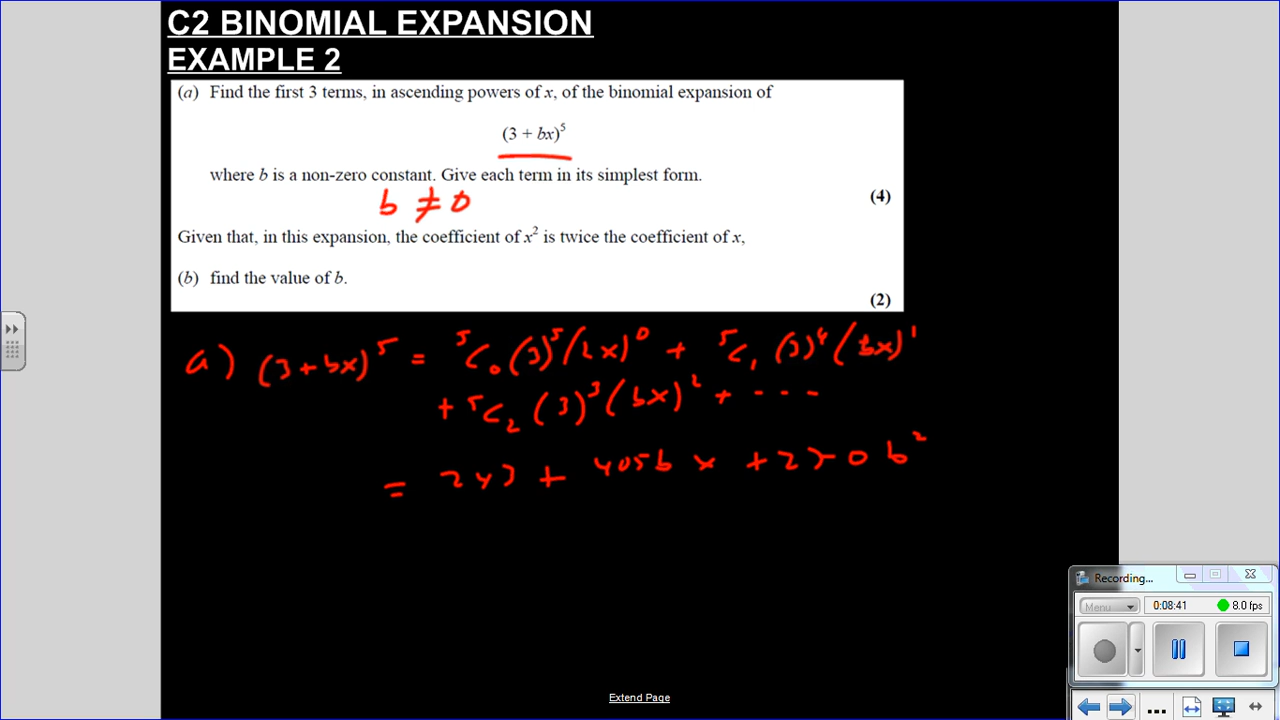 C2 BINOMIAL EXPANSION
EXAMPLE 2
(a) Find the first 3 terms, in ascending powers of x, of the binomial expansion of
(3 + bx)⁵
where b is a non-zero constant. Give each term in its simplest form.
(4)
b ≠ 0
Given that, in this expansion, the coefficient of x² is twice the coefficient of x,
(b) find the value of b.
(2)
a) (3+bx)⁵ = ⁵C₀ (3)⁵(bx)⁰ + ⁵C₁ (3)⁴ (bx)¹
+ ⁵C₂ (3)³ (bx)² + ----
= 243 + 405b x + 270 b²
Recording...
Menu
0:08:41
8.0 fps
Extend Page